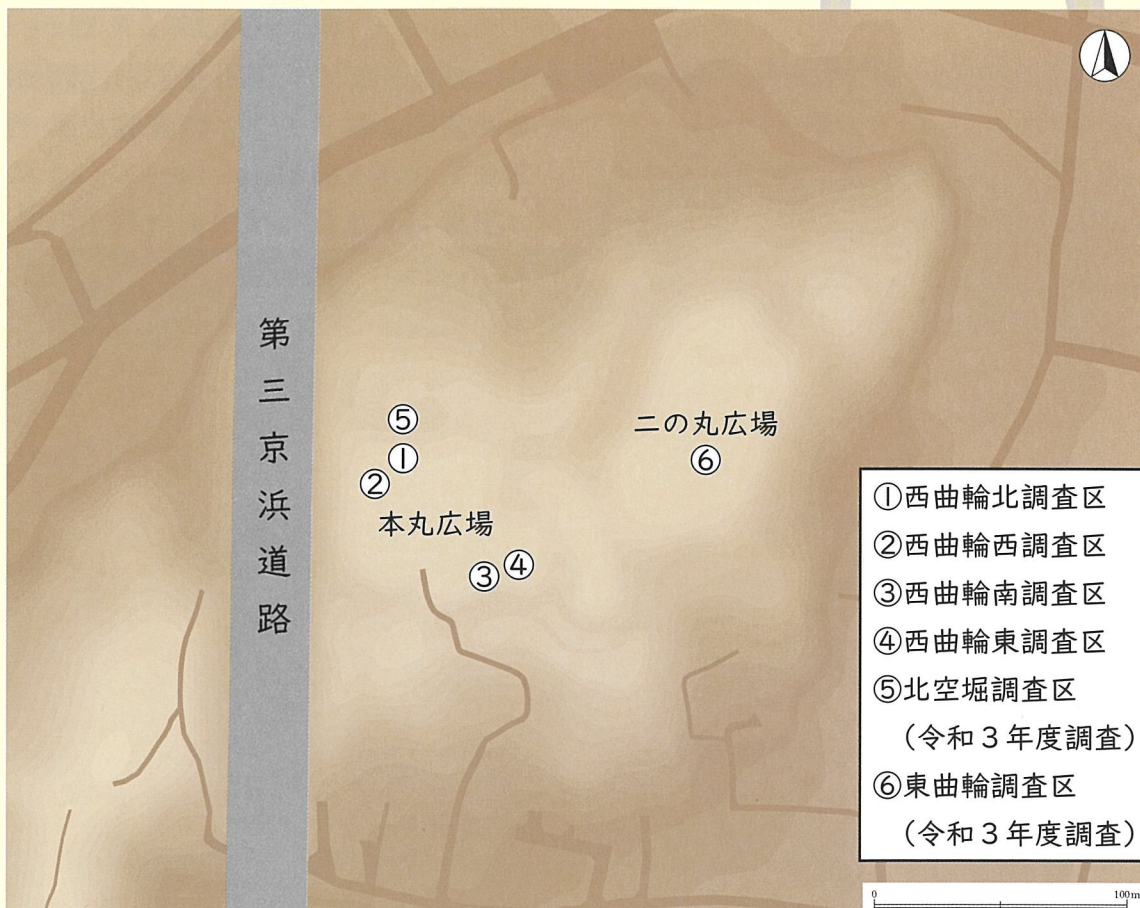 第三京浜道路
⑤
①
②
本丸広場
③
④
二の丸広場
⑥
①西曲輪北調査区
②西曲輪西調査区
③西曲輪南調査区
④西曲輪東調査区
⑤北空堀調査区
（令和３年度調査）
⑥東曲輪調査区
（令和３年度調査）
0 100m